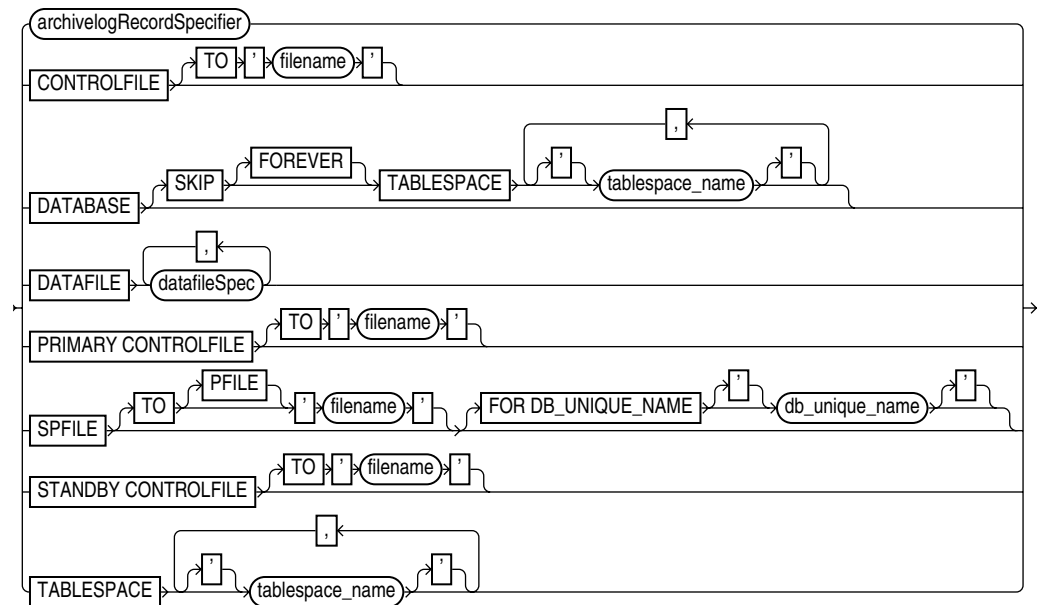 archivelogRecordSpecifier
TO ' filename '
CONTROLFILE
,
FOREVER ' '
SKIP TABLESPACE tablespace_name
DATABASE
,
DATAFILE datafileSpec
TO ' filename '
PRIMARY CONTROLFILE
PFILE ' '
TO ' filename ' FOR DB_UNIQUE_NAME db_unique_name
SPFILE
TO ' filename '
STANDBY CONTROLFILE
,
' '
TABLESPACE tablespace_name